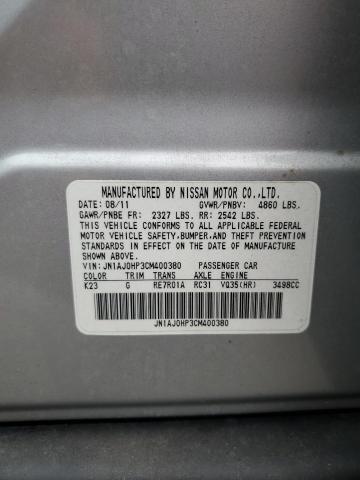 MANUFACTURED BY NISSAN MOTOR CO.,LTD.
DATE: 08/11 GVWR/PNBV: 4860 LBS.
GAWR/PNBE FR: 2327 LBS. RR: 2542 LBS.
THIS VEHICLE CONFORMS TO ALL APPLICABLE FEDERAL
MOTOR VEHICLE SAFETY,BUMPER,AND THEFT PREVENTION
STANDARDS IN EFFECT ON THE DATE OF MANUFACTURE
SHOWN ABOVE.
VIN:JN1AJ0HP3CM400380 PASSENGER CAR
COLOR TRIM TRANS AXLE ENGINE
K23 G RE7R01A RC31 VQ35(HR) 3498CC
JN1AJ0HP3CM400380